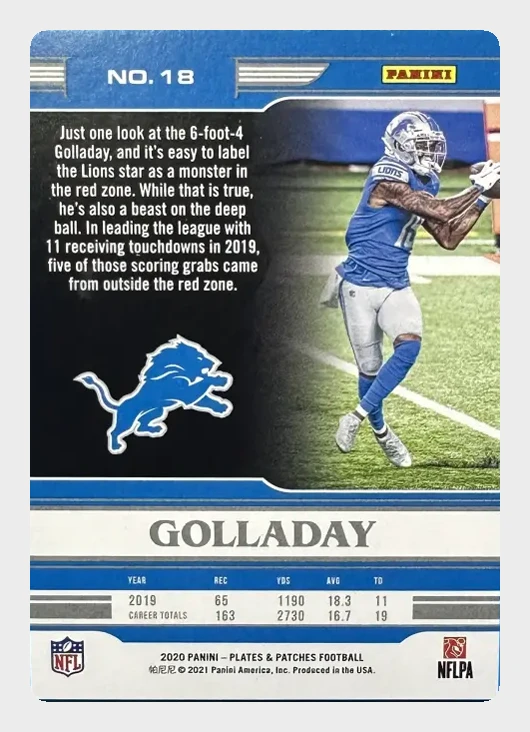 NO. 18
PANINI
Just one look at the 6-foot-4
Golladay, and it's easy to label
the Lions star as a monster in
the red zone. While that is true,
he's also a beast on the deep
ball. In leading the league with
11 receiving touchdowns in 2019,
five of those scoring grabs came
from outside the red zone.
LIONS
GOLLADAY
YEAR REC YDS AVG TD
2019 65 1190 18.3 11
CAREER TOTALS 163 2730 16.7 19
NFL
2020 PANINI – PLATES & PATCHES FOOTBALL
帕尼尼 © 2021 Panini America, Inc. Produced in the USA.
NFLPA